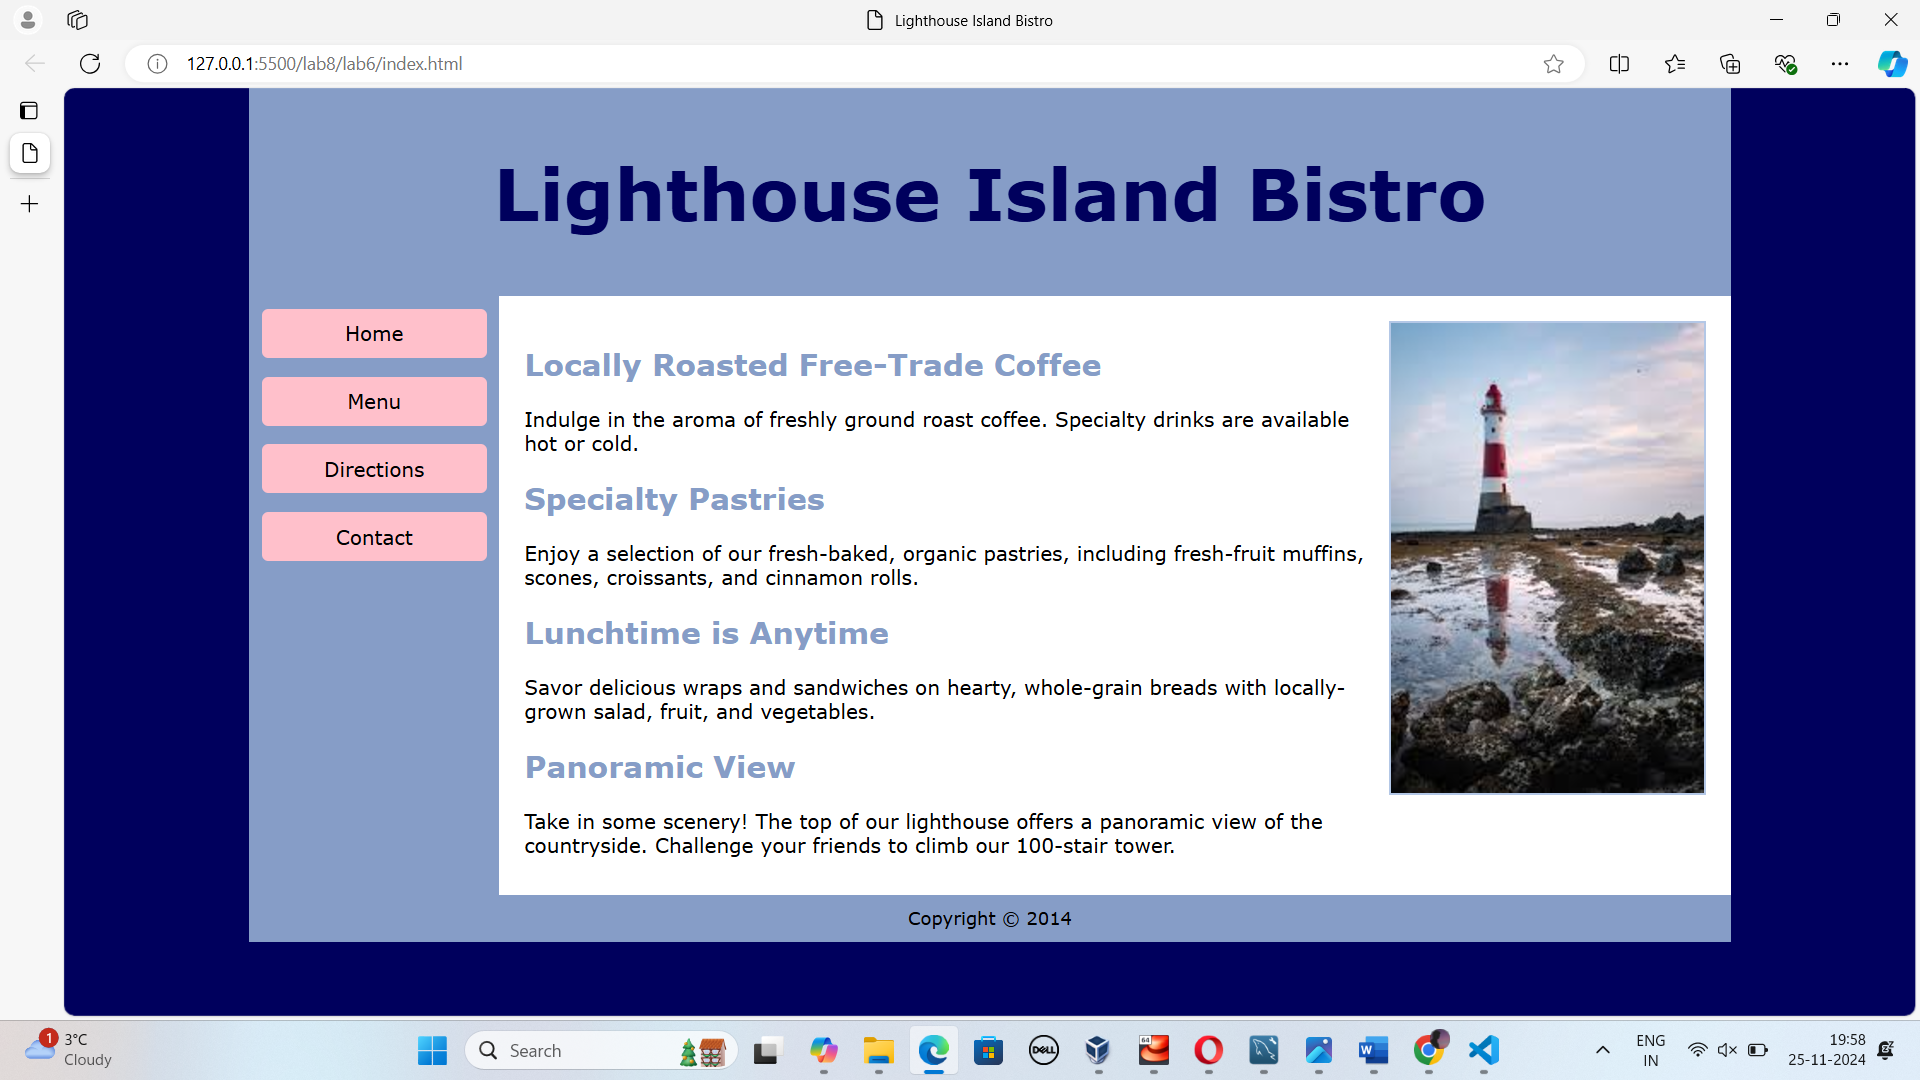 Lighthouse Island Bistro
127.0.0.1:5500/lab8/lab6/index.html
Lighthouse Island Bistro
Home
Menu
Directions
Contact
Locally Roasted Free-Trade Coffee
Indulge in the aroma of freshly ground roast coffee. Specialty drinks are available
hot or cold.
Specialty Pastries
Enjoy a selection of our fresh-baked, organic pastries, including fresh-fruit muffins,
scones, croissants, and cinnamon rolls.
Lunchtime is Anytime
Savor delicious wraps and sandwiches on hearty, whole-grain breads with locally-
grown salad, fruit, and vegetables.
Panoramic View
Take in some scenery! The top of our lighthouse offers a panoramic view of the
countryside. Challenge your friends to climb our 100-stair tower.
Copyright © 2014
1
3°C
Cloudy
Search
DELL
64
W
ENG
IN
19:58
25-11-2024